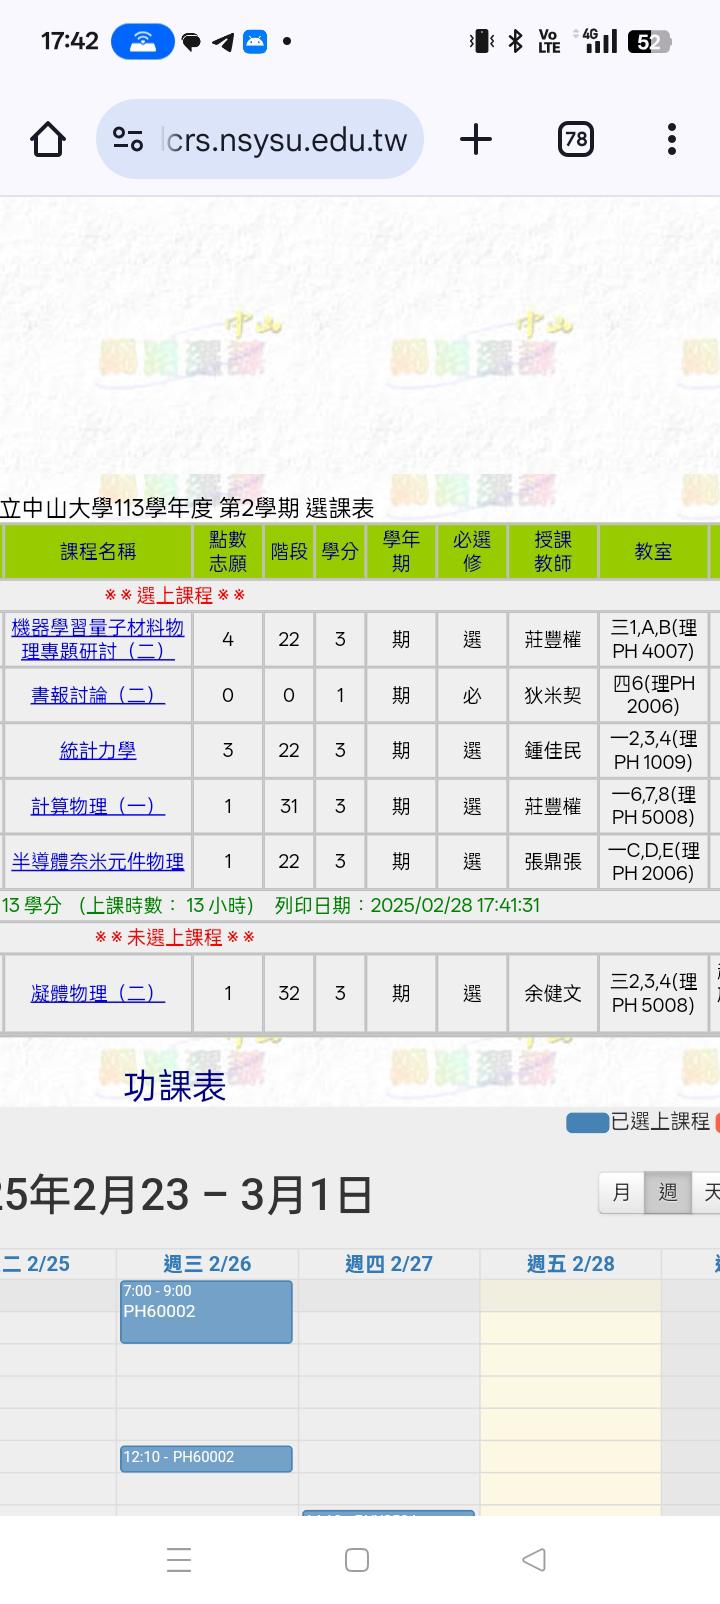 17:42
Vo LTE 4G 52
crs.nsysu.edu.tw
78
立中山大學113學年度 第2學期 選課表
課程名稱 點數志願 階段 學分 學年期 必選修 授課教師 教室
※※ 選上課程 ※※
機器學習量子材料物理專題研討（二） 4 22 3 期 選 莊豐權 三1,A,B(理PH 4007)
書報討論（二） 0 0 1 期 必 狄米契 四6(理PH 2006)
統計力學 3 22 3 期 選 鍾佳民 一2,3,4(理PH 1009)
計算物理（一） 1 31 3 期 選 莊豐權 一6,7,8(理PH 5008)
半導體奈米元件物理 1 22 3 期 選 張鼎張 一C,D,E(理PH 2006)
13 學分 (上課時數： 13 小時) 列印日期：2025/02/28 17:41:31
※※ 未選上課程 ※※
凝體物理（二） 1 32 3 期 選 余健文 三2,3,4(理PH 5008)
功課表
已選上課程
25年2月23 – 3月1日
月 週 天
二 2/25 週三 2/26 週四 2/27 週五 2/28
7:00 - 9:00
PH60002
12:10 - PH60002